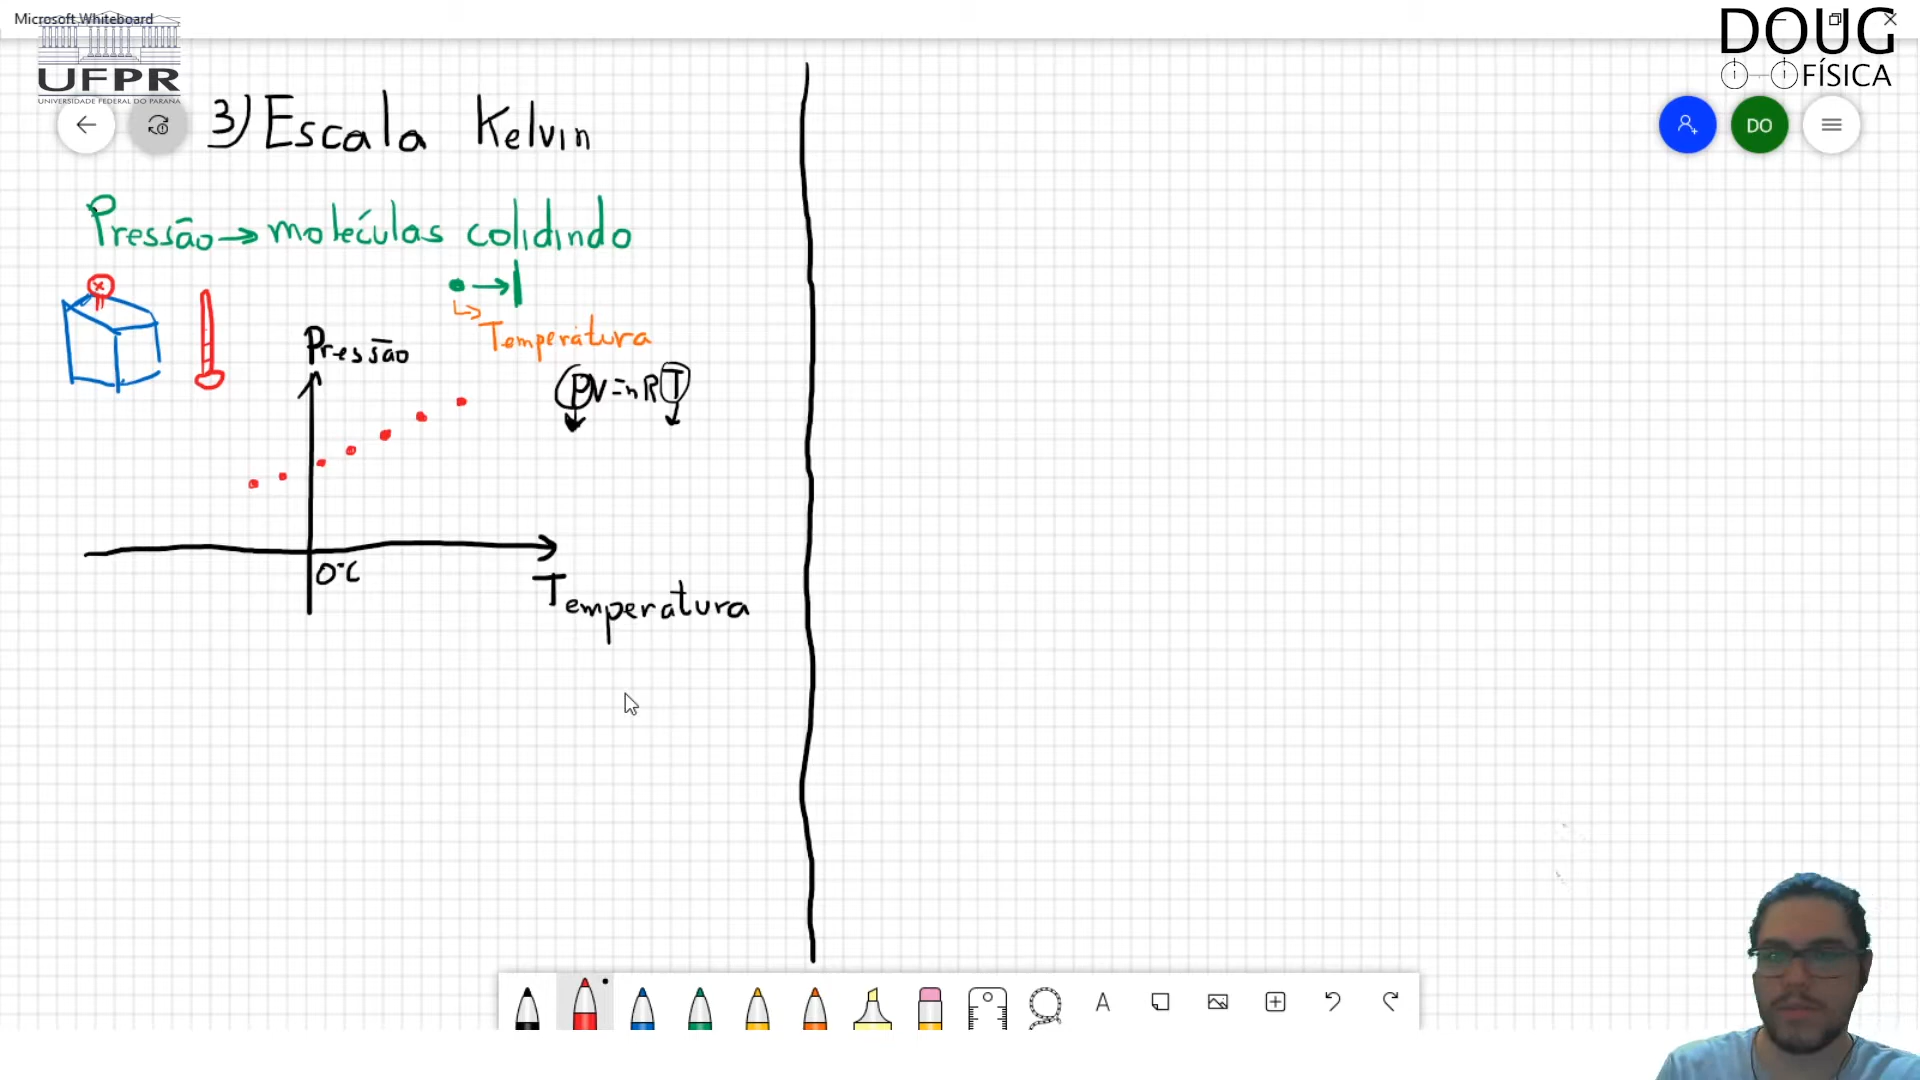 Microsoft Whiteboard
UFPR
UNIVERSIDADE FEDERAL DO PARANÁ
DOUG
FÍSICA
DO
3) Escala Kelvin
Pressão → moléculas colidindo
Temperatura
Pressão
PV = nRT
0°C
Temperatura
A